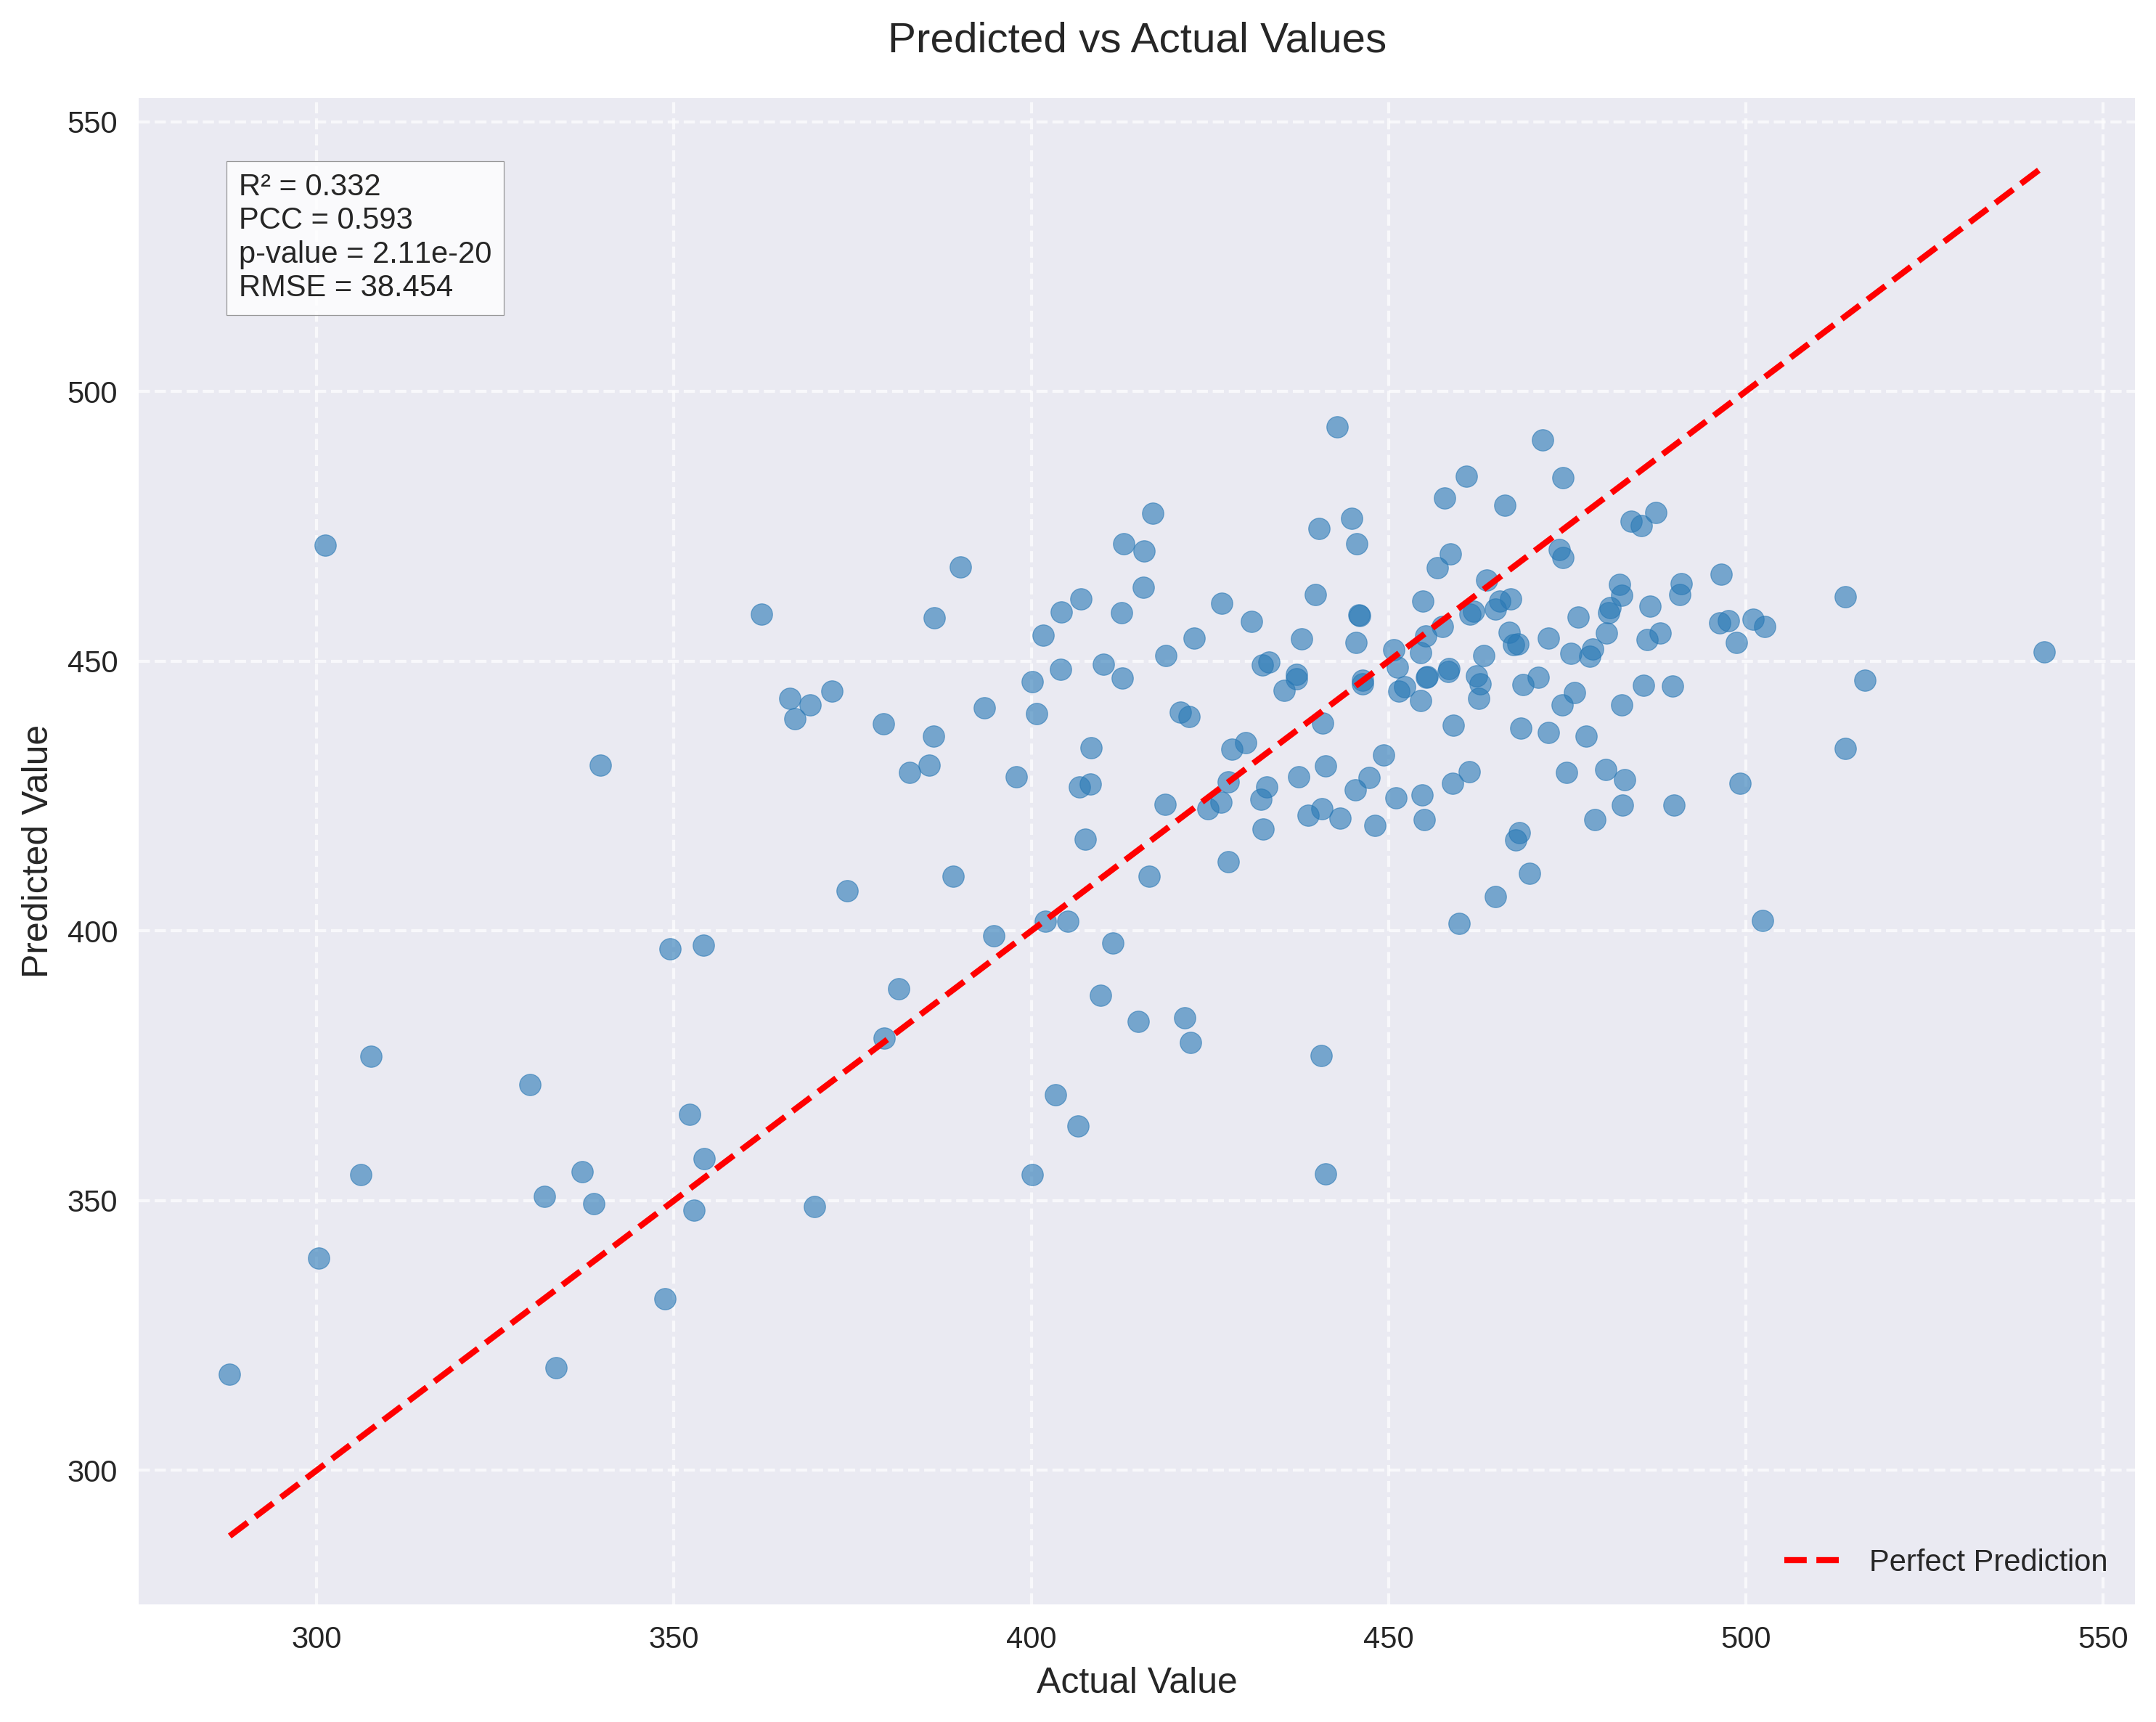 Predicted vs Actual Values
550
500
450
400
350
300
R² = 0.332
PCC = 0.593
p-value = 2.11e-20
RMSE = 38.454
Predicted Value
Perfect Prediction
300
350
400
450
500
550
Actual Value